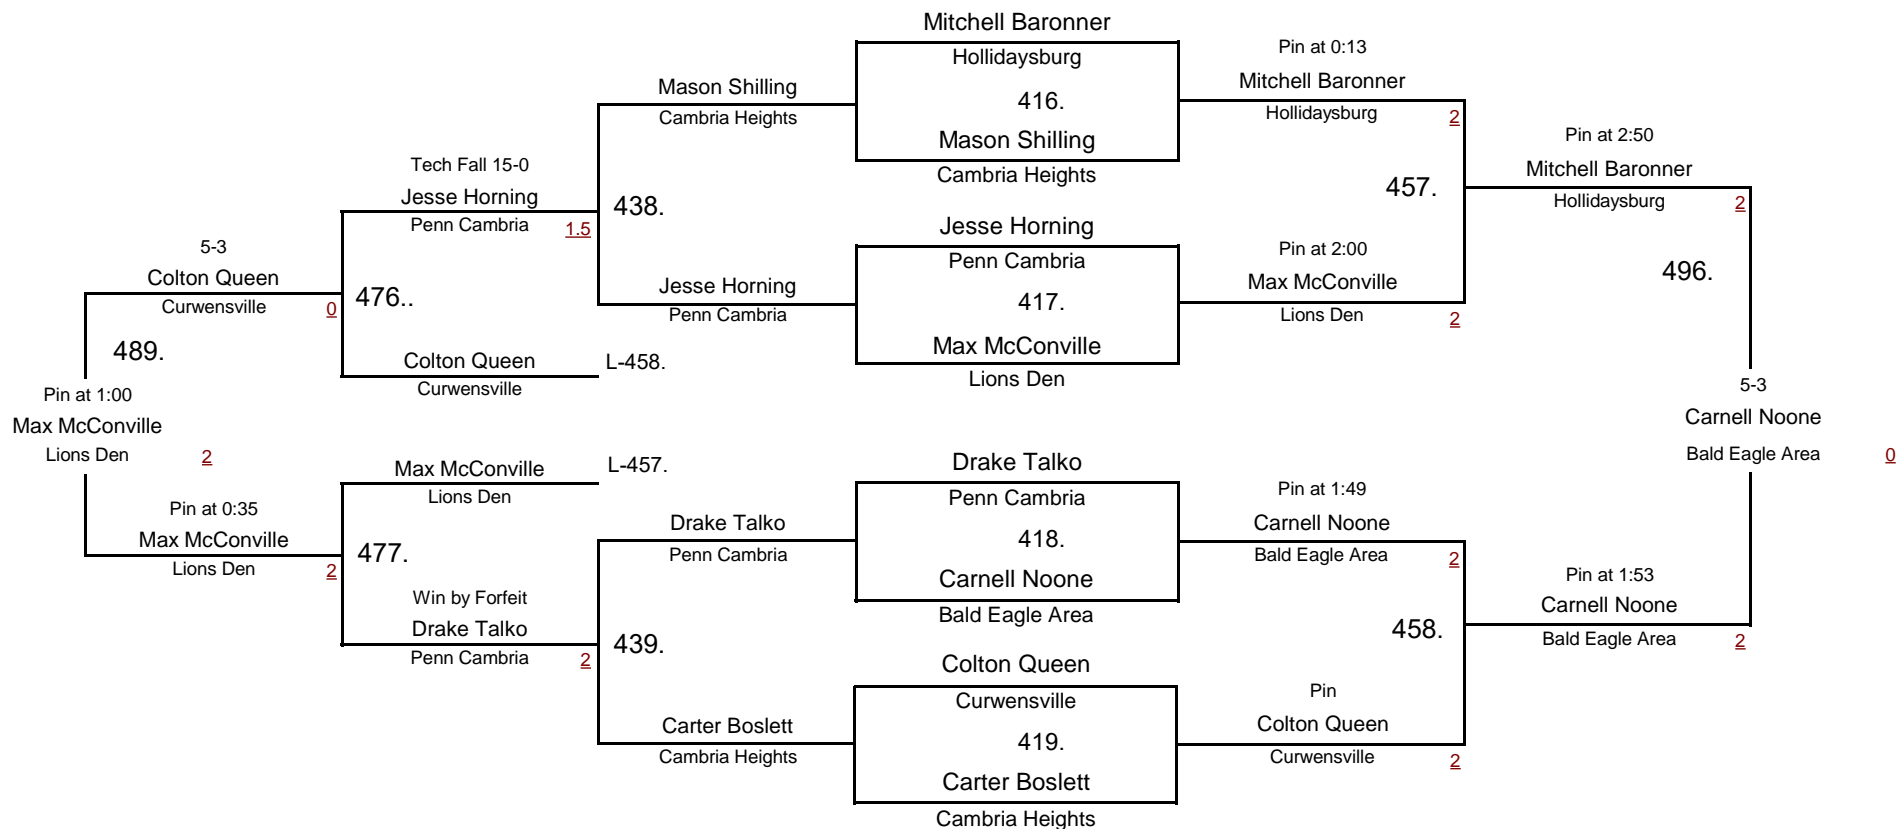 Mitchell Baronner
Hollidaysburg
416.
Mason Shilling
Cambria Heights
Jesse Horning
Penn Cambria
417.
Max McConville
Lions Den
Drake Talko
Penn Cambria
418.
Carnell Noone
Bald Eagle Area
Colton Queen
Curwensville
419.
Carter Boslett
Cambria Heights
Pin at 0:13
Mitchell Baronner
Hollidaysburg
2
457.
Pin at 2:00
Max McConville
Lions Den
2
Pin at 1:49
Carnell Noone
Bald Eagle Area
2
458.
Pin
Colton Queen
Curwensville
2
Pin at 2:50
Mitchell Baronner
Hollidaysburg
2
496.
5-3
Carnell Noone
Bald Eagle Area
0
Pin at 1:53
Carnell Noone
Bald Eagle Area
2
Mason Shilling
Cambria Heights
438.
Jesse Horning
Penn Cambria
Drake Talko
Penn Cambria
439.
Carter Boslett
Cambria Heights
Tech Fall 15-0
Jesse Horning
Penn Cambria
1.5
476..
Colton Queen
L-458.
Curwensville
Max McConville
L-457.
Lions Den
477.
Win by Forfeit
Drake Talko
Penn Cambria
2
5-3
Colton Queen
Curwensville
0
489.
Pin at 1:00
Max McConville
Lions Den
2
Pin at 0:35
Max McConville
Lions Den
2